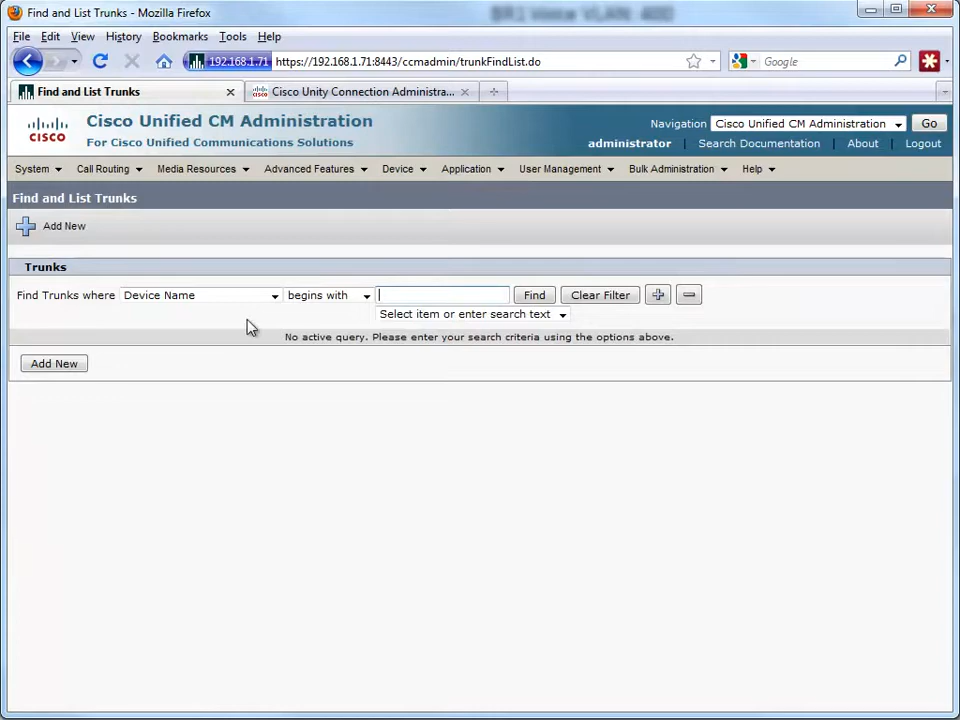 BR1 Voice VLAN: 400
Find and List Trunks - Mozilla Firefox
File Edit View History Bookmarks Tools Help
192.168.1.71 https://192.168.1.71:8443/ccmadmin/trunkFindList.do Google
Find and List Trunks Cisco Unity Connection Administra...
Cisco Unified CM Administration
For Cisco Unified Communications Solutions
CISCO
Navigation Cisco Unified CM Administration Go
administrator | Search Documentation | About | Logout
System Call Routing Media Resources Advanced Features Device Application User Management Bulk Administration Help
Find and List Trunks
Add New
Trunks
Find Trunks where Device Name begins with Find Clear Filter
Select item or enter search text
No active query. Please enter your search criteria using the options above.
Add New